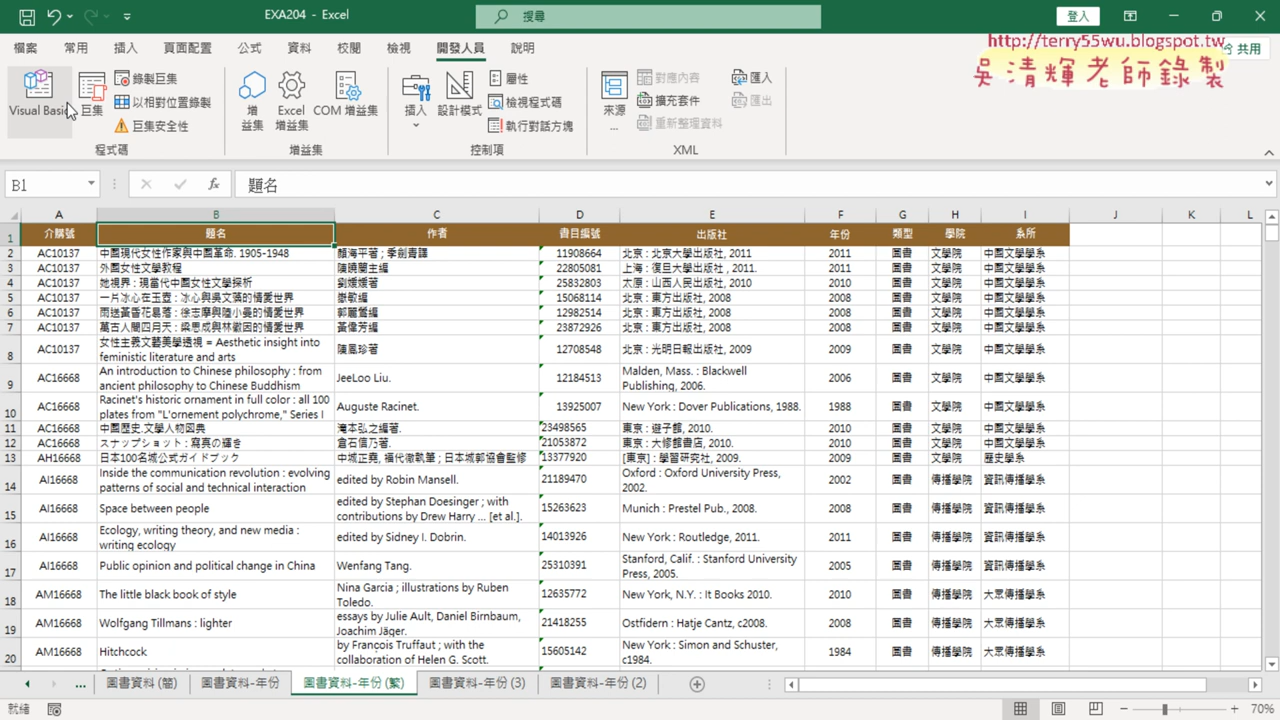 EXA204 - Excel
搜尋
登入
檔案 常用 插入 頁面配置 公式 資料 校閱 檢視 開發人員 說明
共用
http://terry55wu.blogspot.tw
吳清輝老師錄製
Visual Basic
巨集
錄製巨集
以相對位置錄製
巨集安全性
程式碼
增益集
Excel 增益集
COM 增益集
增益集
插入
設計模式
屬性
檢視程式碼
執行對話方塊
控制項
來源
...
對應內容
擴充套件
重新整理資料
匯入
匯出
XML
B1
fx
題名
A B C D E F G H I J K L
1 介購號 題名 作者 書目編號 出版社 年份 類型 學院 系所
2 AC10137 中國現代女性作家與中國革命. 1905-1948 顏海平著 ; 季劍青譯 11908664 北京 : 北京大學出版社, 2011 2011 圖書 文學院 中國文學學系
3 AC10137 外國女性文學教程 陳曉蘭主編 22805081 上海 : 復旦大學出版社 , 2011. 2011 圖書 文學院 中國文學學系
4 AC10137 她視界 : 現當代中國女性文學探析 劉媛媛著 25832803 太原 : 山西人民出版社, 2010 2010 圖書 文學院 中國文學學系
5 AC10137 一片冰心在玉壺 : 冰心與吳文藻的情愛世界 嶽敏編 15068114 北京 : 東方出版社, 2008 2008 圖書 文學院 中國文學學系
6 AC10137 雨送黃昏花易落 : 徐志摩與陸小曼的情愛世界 郭麗鶯編 12982514 北京 : 東方出版社, 2008 2008 圖書 文學院 中國文學學系
7 AC10137 萬古人間四月天 : 梁思成與林徽因的情愛世界 黃偉芳編 23872926 北京 : 東方出版社, 2008 2008 圖書 文學院 中國文學學系
8 AC10137 女性主義文藝美學透視 = Aesthetic insight into feministic literature and arts 陳鳳珍著 12708548 北京 : 光明日報出版社, 2009 2009 圖書 文學院 中國文學學系
9 AC16668 An introduction to Chinese philosophy : from ancient philosophy to Chinese Buddhism JeeLoo Liu. 12184513 Malden, Mass. : Blackwell Publishing, 2006. 2006 圖書 文學院 中國文學學系
10 AC16668 Racinet's historic ornament in full color : all 100 plates from "L'ornement polychrome," Series I Auguste Racinet. 13925007 New York : Dover Publications, 1988. 1988 圖書 文學院 中國文學學系
11 AC16668 中國歴史.文學人物図典 滝本弘之編著. 23498565 東京 : 遊子館, 2010. 2010 圖書 文學院 中國文學學系
12 AC16668 スナップショット : 寫真の輝き 倉石信乃著. 21053872 東京 : 大修館書店, 2010. 2010 圖書 文學院 中國文學學系
13 AH16668 日本100名城公式ガイドブック 中城正堯, 福代徹執筆 ; 日本城郭協會監修 13377920 [東京] : 學習研究社, 2009. 2009 圖書 文學院 歷史學系
14 AI16668 Inside the communication revolution : evolving patterns of social and technical interaction edited by Robin Mansell. 21189470 Oxford : Oxford University Press, 2002. 2002 圖書 傳播學院 資訊傳播學系
15 AI16668 Space between people edited by Stephan Doesinger ; with contributions by Drew Harry ... [et al.]. 15263623 Munich : Prestel Pub., 2008. 2008 圖書 傳播學院 資訊傳播學系
16 AI16668 Ecology, writing theory, and new media : writing ecology edited by Sidney I. Dobrin. 14013926 New York : Routledge, 2011. 2011 圖書 傳播學院 資訊傳播學系
17 AI16668 Public opinion and political change in China Wenfang Tang. 25310391 Stanford, Calif. : Stanford University Press, 2005. 2005 圖書 傳播學院 資訊傳播學系
18 AM16668 The little black book of style Nina Garcia ; illustrations by Ruben Toledo. 12635772 New York, N.Y. : It Books 2010. 2010 圖書 傳播學院 大眾傳播學系
19 AM16668 Wolfgang Tillmans : lighter essays by Julie Ault, Daniel Birnbaum, Joachim Jäger. 21418255 Ostfidern : Hatje Cantz, c2008. 2008 圖書 傳播學院 大眾傳播學系
20 AM16668 Hitchcock by François Truffaut ; with the collaboration of Helen G. Scott. 15605142 New York : Simon and Schuster, c1984. 1984 圖書 傳播學院 大眾傳播學系
... 圖書資料 (簡) 圖書資料-年份 圖書資料-年份 (繁) 圖書資料-年份 (3) 圖書資料-年份 (2)
就緒
70%